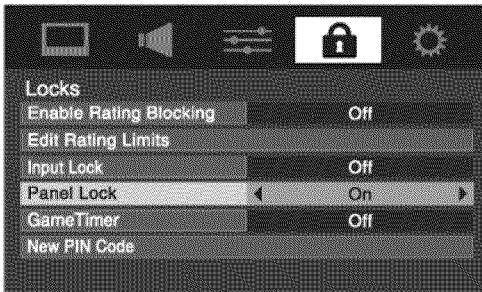 Locks
Enable Rating Blocking Off
Edit Rating Limits
Input Lock Off
Panel Lock On
GameTimer Off
New PIN Code